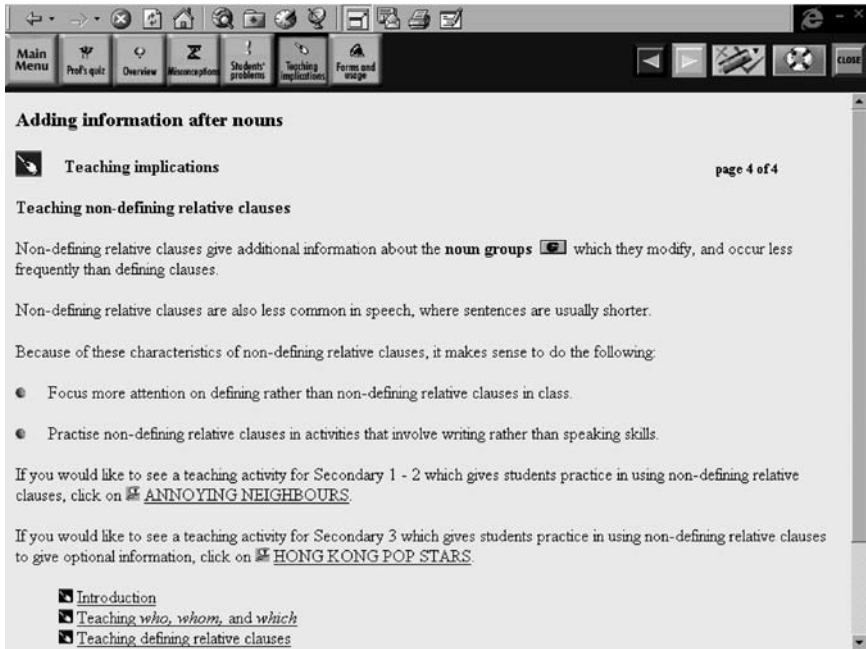 Main
Menu
Prof's quiz
Overview
Misconceptions
Students'
problems
Teaching
implications
Forms and
usage
CLOSE
Adding information after nouns
Teaching implications
page 4 of 4
Teaching non-defining relative clauses
Non-defining relative clauses give additional information about the noun groups G which they modify, and occur less
frequently than defining clauses.
Non-defining relative clauses are also less common in speech, where sentences are usually shorter.
Because of these characteristics of non-defining relative clauses, it makes sense to do the following:
Focus more attention on defining rather than non-defining relative clauses in class.
Practise non-defining relative clauses in activities that involve writing rather than speaking skills.
If you would like to see a teaching activity for Secondary 1 - 2 which gives students practice in using non-defining relative
clauses, click on ANNOYING NEIGHBOURS.
If you would like to see a teaching activity for Secondary 3 which gives students practice in using non-defining relative clauses
to give optional information, click on HONG KONG POP STARS.
Introduction
Teaching who, whom, and which
Teaching defining relative clauses